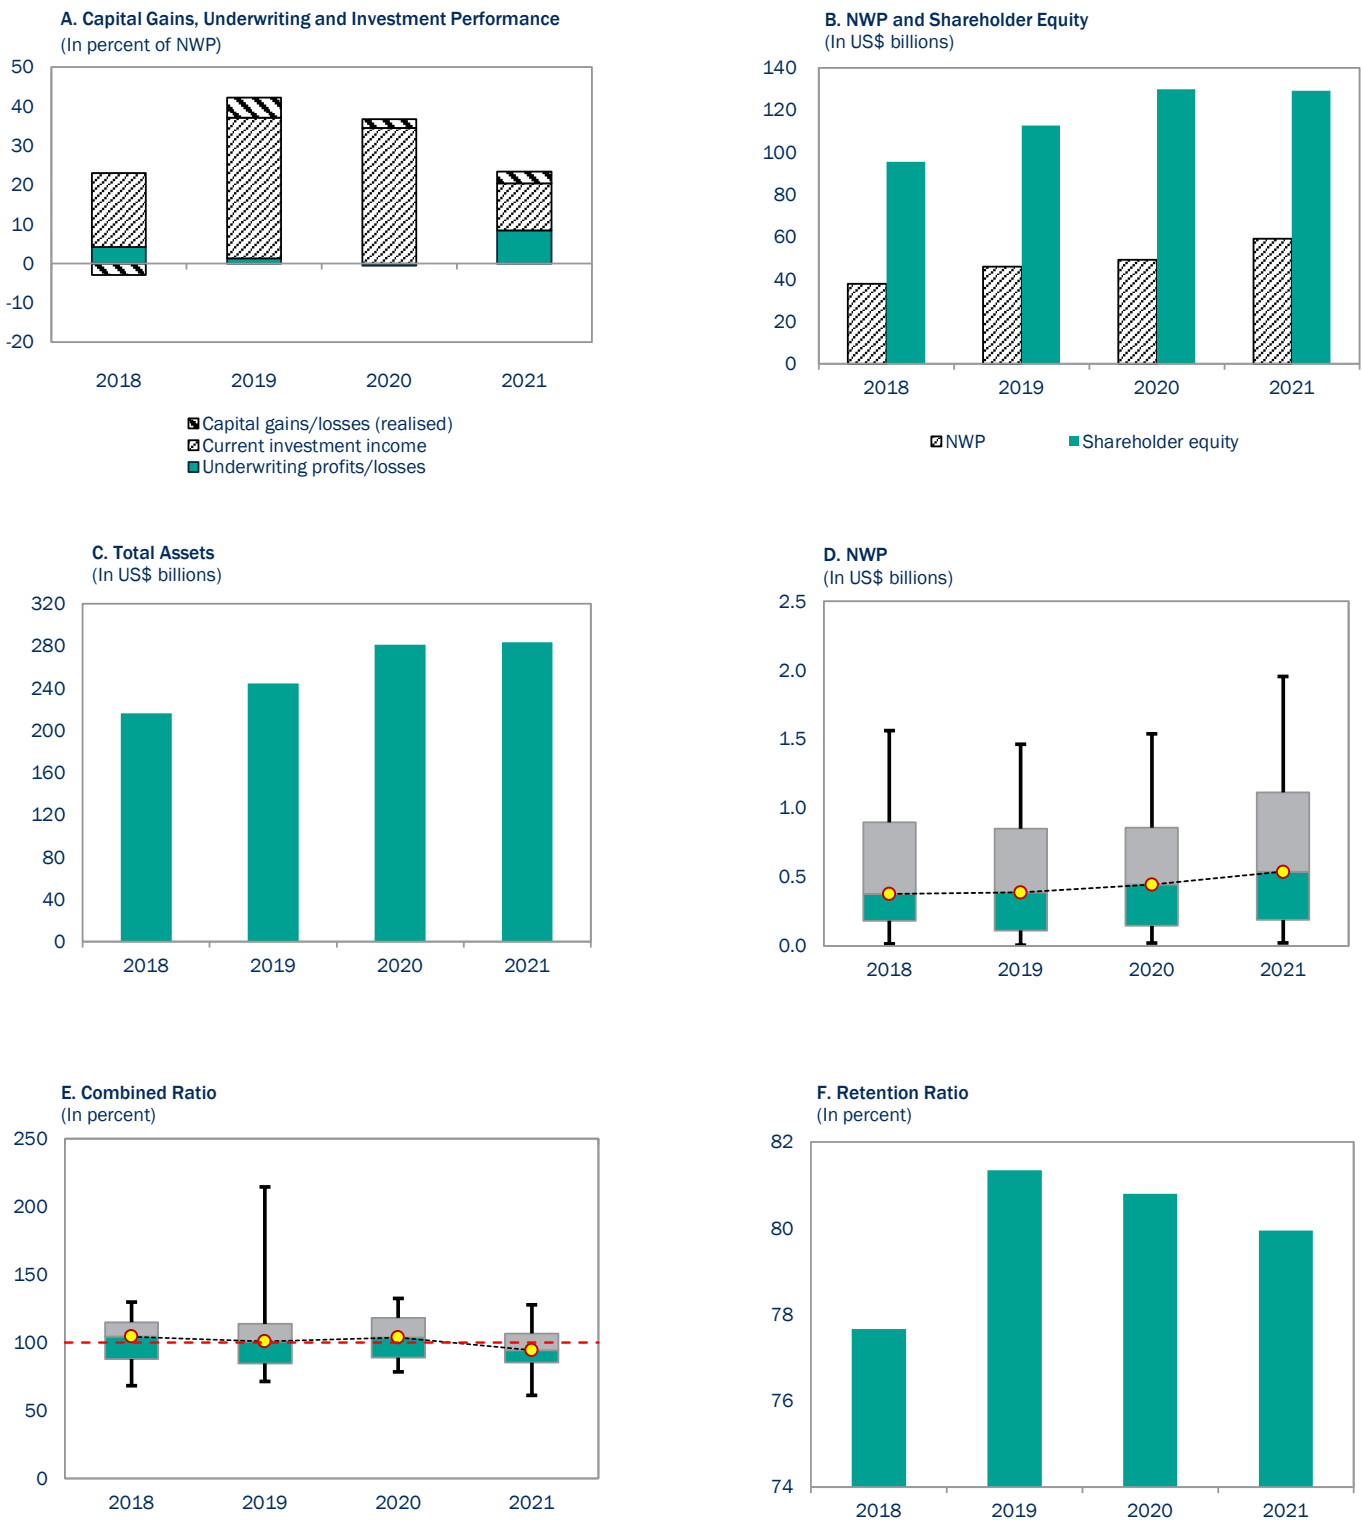 A. Capital Gains, Underwriting and Investment Performance
(In percent of NWP)
50
40
30
20
10
0
-10
-20
2018 2019 2020 2021
Capital gains/losses (realised)
Current investment income
Underwriting profits/losses
B. NWP and Shareholder Equity
(In US$ billions)
140
120
100
80
60
40
20
0
2018 2019 2020 2021
NWP Shareholder equity
C. Total Assets
(In US$ billions)
320
280
240
200
160
120
80
40
0
2018 2019 2020 2021
D. NWP
(In US$ billions)
2.5
2.0
1.5
1.0
0.5
0.0
2018 2019 2020 2021
E. Combined Ratio
(In percent)
250
200
150
100
50
0
2018 2019 2020 2021
F. Retention Ratio
(In percent)
82
80
78
76
74
2018 2019 2020 2021